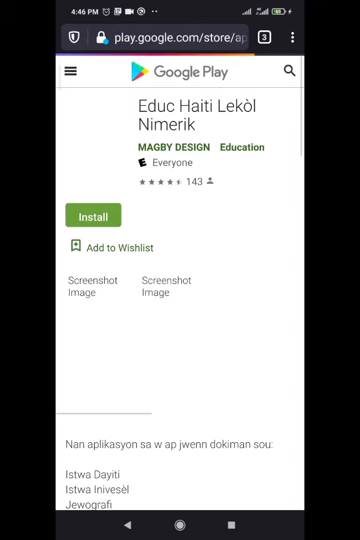 4:46 PM
play.google.com/store/ap
3
Google Play
Educ Haiti Lekòl
Nimerik
MAGBY DESIGN Education
E Everyone
143
Install
Add to Wishlist
Screenshot Image
Screenshot Image
Nan aplikasyon sa w ap jwenn dokiman sou:
Istwa Dayiti
Istwa Inivesèl
Jewografi